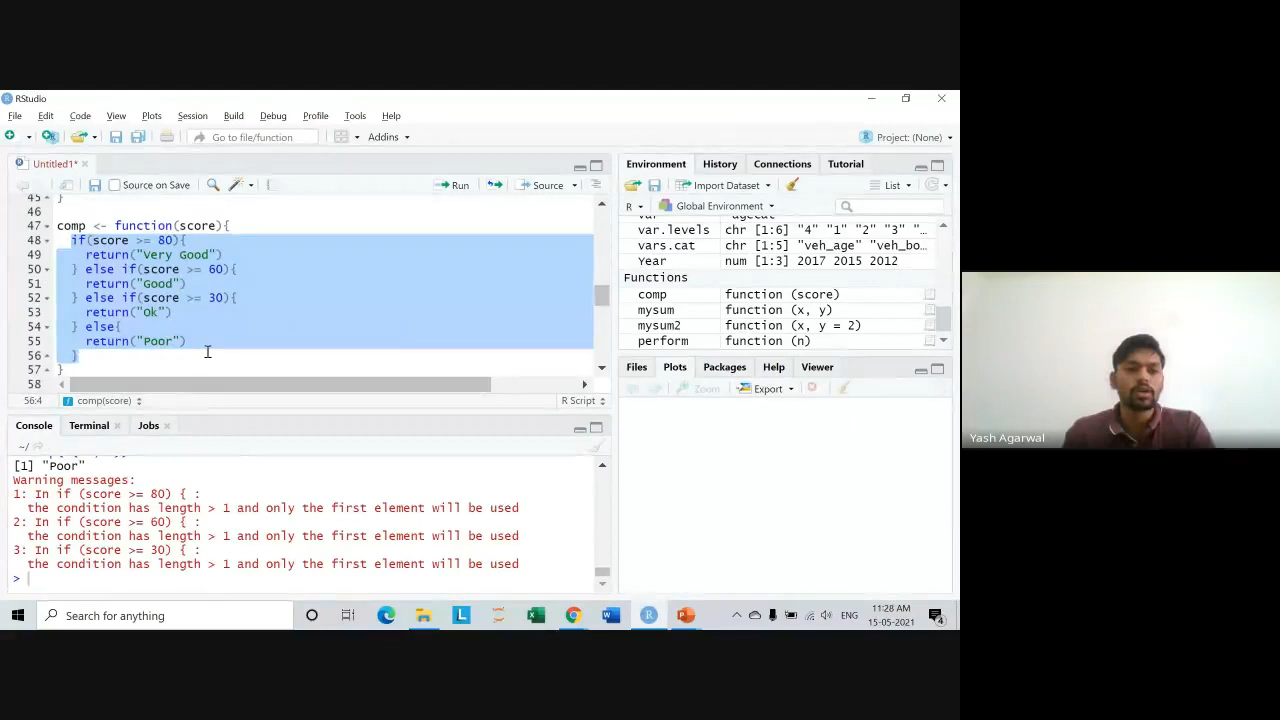 RStudio
File Edit Code View Plots Session Build Debug Profile Tools Help
Go to file/function Addins Project: (None)
Untitled1*
Source on Save Run Source
45 }
46
47 comp <- function(score){
48 if(score >= 80){
49 return("Very Good")
50 } else if(score >= 60){
51 return("Good")
52 } else if(score >= 30){
53 return("Ok")
54 } else{
55 return("Poor")
56 }
57 }
58
56:4 comp(score) R Script
Console Terminal Jobs
~/
[1] "Poor"
Warning messages:
1: In if (score >= 80) { :
the condition has length > 1 and only the first element will be used
2: In if (score >= 60) { :
the condition has length > 1 and only the first element will be used
3: In if (score >= 30) { :
the condition has length > 1 and only the first element will be used
>
Environment History Connections Tutorial
Import Dataset List
R Global Environment
var.levels chr [1:6] "4" "1" "2" "3" "…
vars.cat chr [1:5] "veh_age" "veh_bo…
Year num [1:3] 2017 2015 2012
Functions
comp function (score)
mysum function (x, y)
mysum2 function (x, y = 2)
perform function (n)
Files Plots Packages Help Viewer
Zoom Export
Yash Agarwal
Search for anything
ENG
11:28 AM
15-05-2021
4